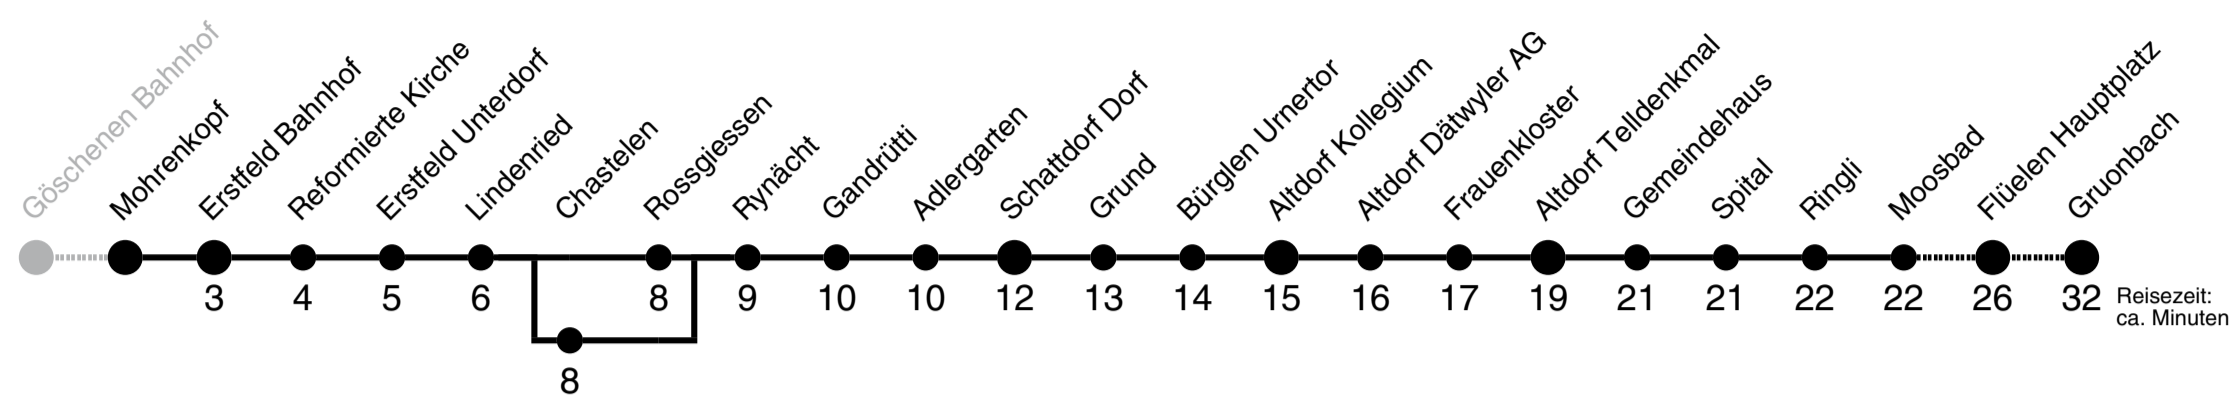 Göschenen Bahnhof
Mohrenkopf
Erstfeld Bahnhof
Reformierte Kirche
Erstfeld Unterdorf
Lindenried
Chastelen
Rossgiessen
Rynächt
Gandrütti
Adlergarten
Schattdorf Dorf
Grund
Bürglen Urnertor
Altdorf Kollegium
Altdorf Dätwyler AG
Frauenkloster
Altdorf Telldenkmal
Gemeindehaus
Spital
Ringli
Moosbad
Flüelen Hauptplatz
Gruonbach
3 4 5 6 8 9 10 10 12 13 14 15 16 17 19 21 21 22 22 26 32
Reisezeit:
ca. Minuten
8